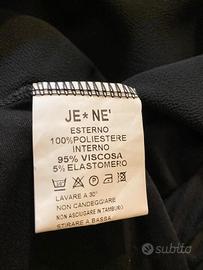 JE*NE'
ESTERNO
100%POLIESTERE
INTERNO
95% VISCOSA
5% ELASTOMERO
LAVARE A 30°
NON CANDEGGIARE
NON ASCIUGARE IN TAMBURO
STIRARE A BASSA
subito